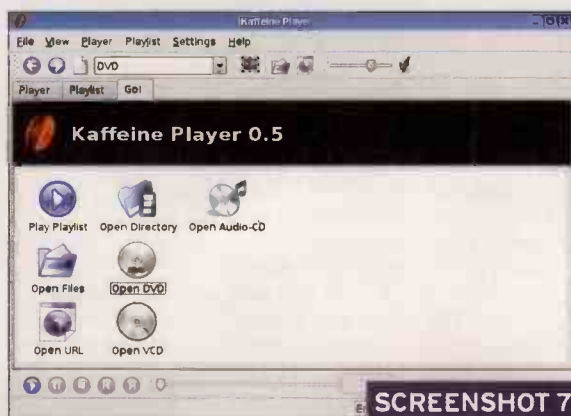 Kaffeine Player
File View Player Playlist Settings Help
DVD
Player Playlist Go!
Kaffeine Player 0.5
Play Playlist Open Directory Open Audio-CD
Open Files Open DVD
Open URL Open VCD
SCREENSHOT 7